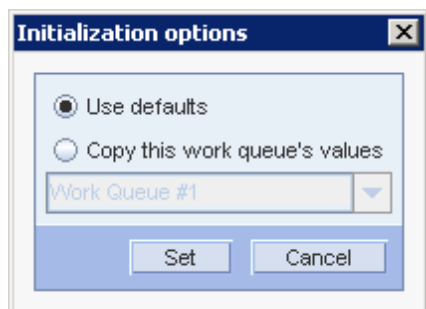 Initialization options
Use defaults
Copy this work queue's values
Work Queue #1
Set Cancel